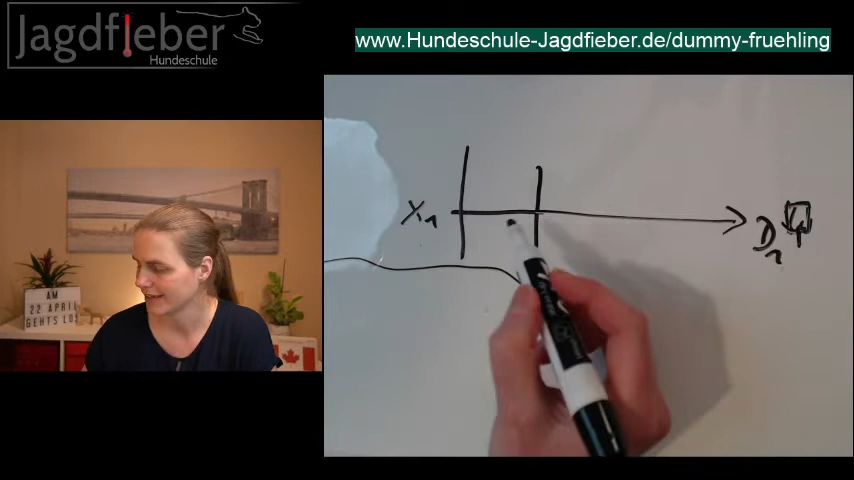 Jagdfieber
Hundeschule
www.Hundeschule-Jagdfieber.de/dummy-fruehling
AM
22 APRIL
GEHTS LOS
X1
D1